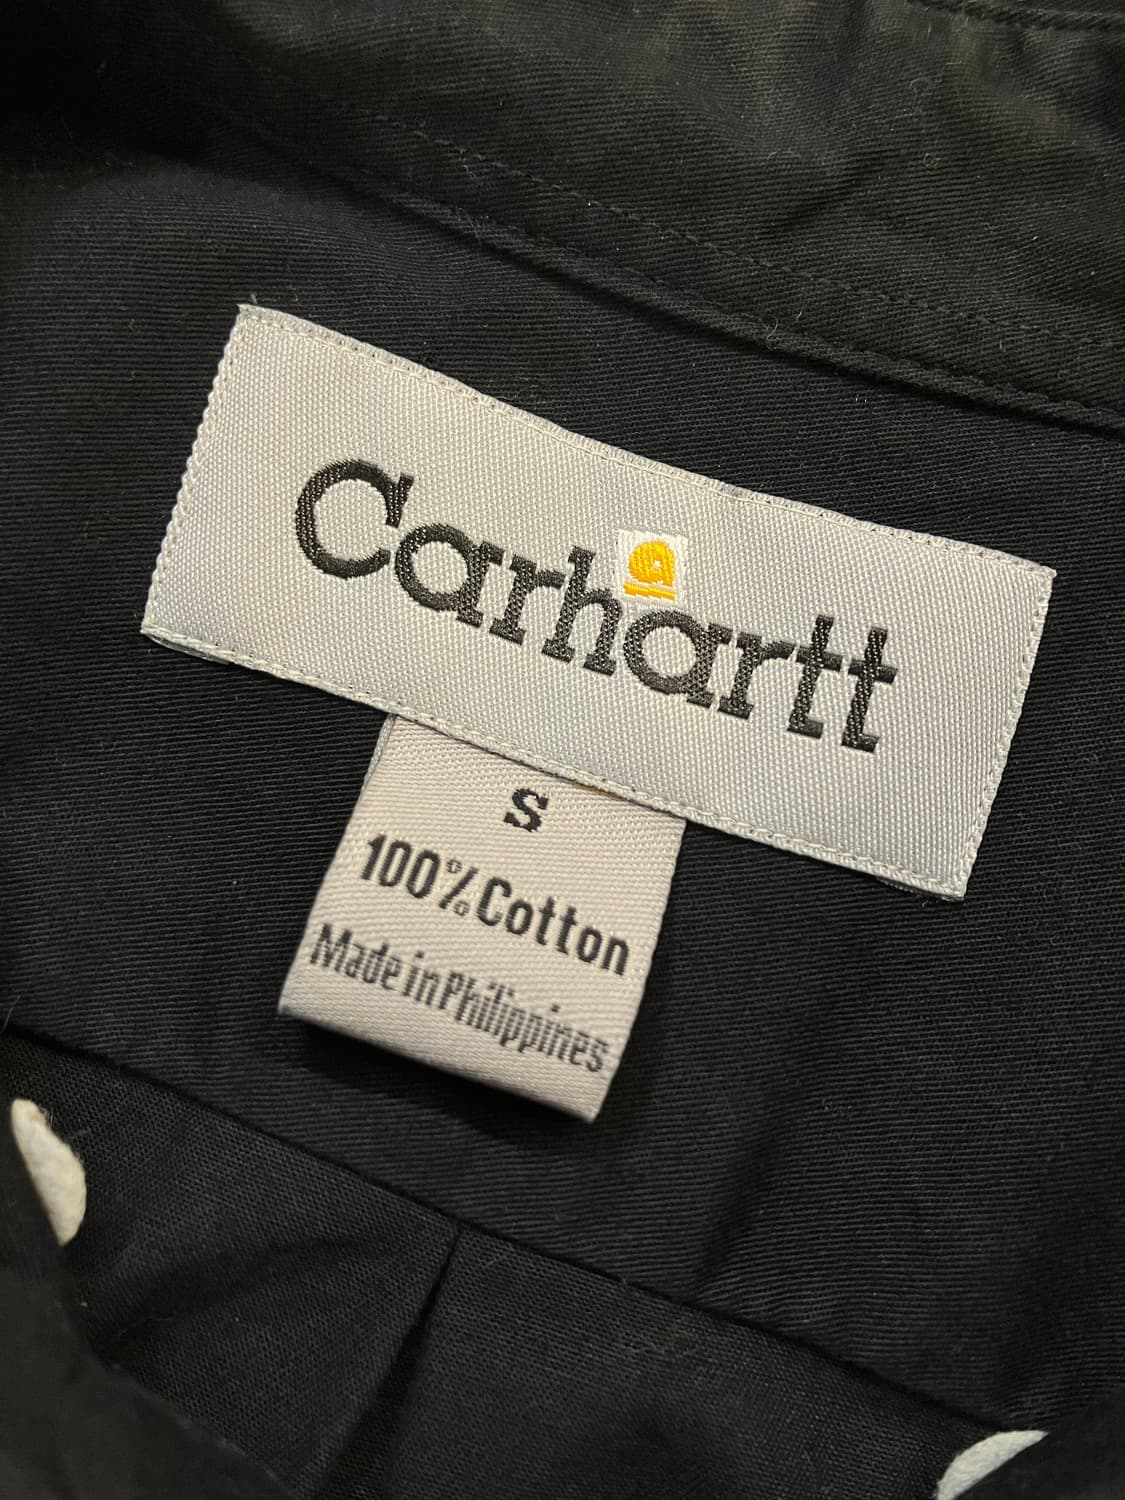 Carhartt
S
100% Cotton
Made in Philippines